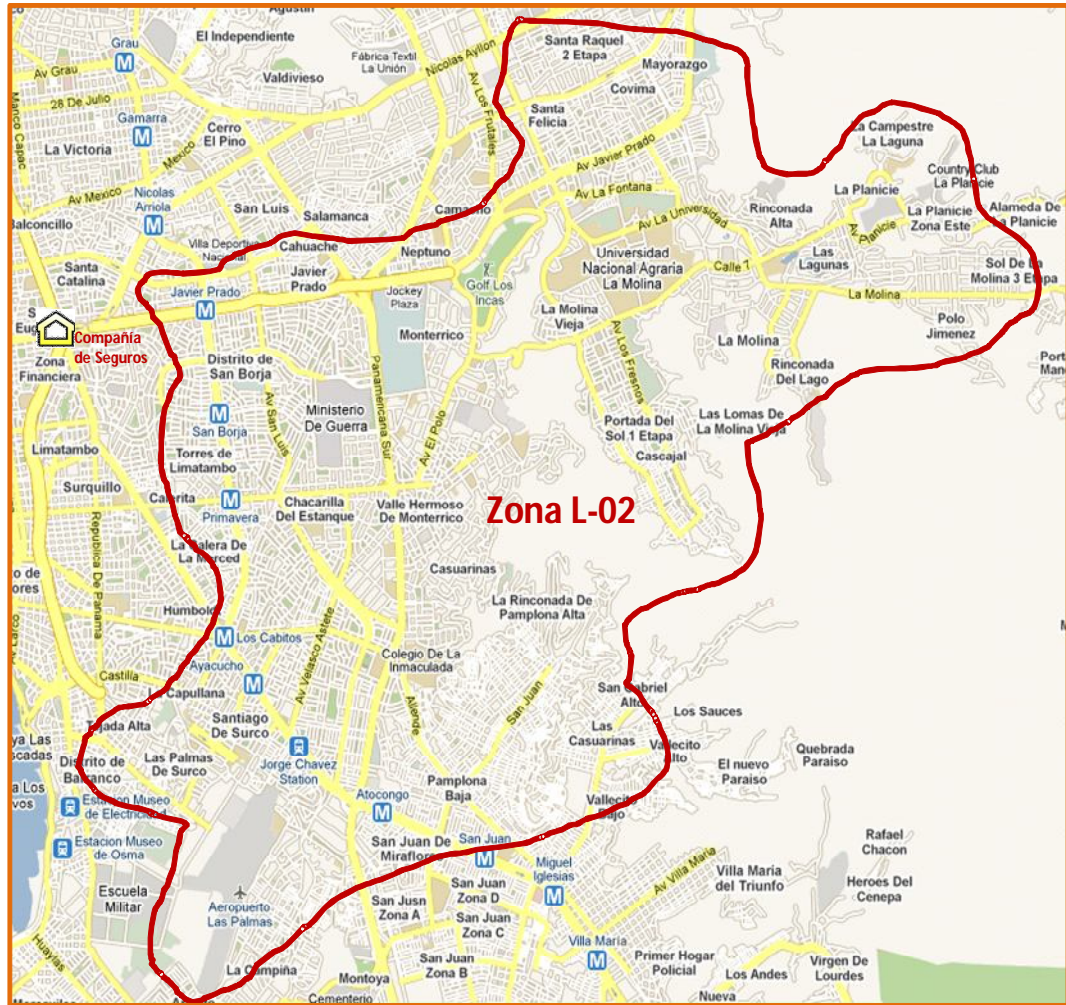 Agustin
El Independiente
Grau
M
Av Grau
Valdivieso
Fábrica Textil
La Unión
Nicolas Ayllon
Santa Raquel
2 Etapa
Mayorazgo
Covima
28 De Julio
Manco Capac
Gamarra
M
Cerro
El Pino
La Victoria
Mexico
Av Los Frutales
Santa
Felicia
La Campestre
La Laguna
Av Javier Prado
Country Club
La Planicie
Av Mexico
Nicolas
Arriola
M
San Luis
Salamanca
Camacho
Av La Fontana
La Planicie
Av La Universidad
Rinconada
Alta
La Planicie
Zona Este
Alameda De
La Planicie
Av Planicie
Balconcillo
Villa Deportiva
Nacional
Cahuache
Neptuno
Universidad
Nacional Agraria
La Molina
Las
Lagunas
Calle 7
Sol De La
Molina 3 Etapa
Santa
Catalina
Javier Prado
M
Javier
Prado
Jockey
Plaza
Golf Los
Incas
La Molina
Vieja
La Molina
Polo
Jimenez
Compañía
de Seguros
Zona
Financiera
Monterrico
Distrito de
San Borja
Av Los Fresnos
La Molina
Rinconada
Del Lago
Panamericana Sur
Av San Luis
Ministerio
De Guerra
M
San Borja
Av El Polo
Portada Del
Sol 1 Etapa
Cascajal
Las Lomas De
La Molina Vieja
Limatambo
Torres de
Limatambo
Surquillo
Calerita
M
Primavera
Chacarilla
Del Estanque
Valle Hermoso
De Monterrico
Zona L-02
Republica De Panama
La Calera De
La Merced
Casuarinas
La Rinconada De
Pamplona Alta
Humboldt
M
Los Cabitos
Av Velasco Astete
Colegio De La
Inmaculada
Ayacucho
M
Castilla
La Capullana
San Juan
Aliende
San Gabriel
Alto
Los Sauces
Tejada Alta
Santiago
De Surco
Las
Casuarinas
Vallecito
Alto
Quebrada
Paraiso
El nuevo
Paraiso
Las Palmas
De Surco
Jorge Chavez
Station
Distrito de
Barranco
Pamplona
Baja
Vallecito
Bajo
Atocongo
M
Estacion Museo
de Electricidad
Estacion Museo
de Osma
San Juan De
Miraflores
San Juan
M
Miguel
Iglesias
M
Rafael
Chacon
Av Villa Maria
Villa Maria
del Triunfo
Heroes Del
Cenepa
Escuela
Militar
Aeropuerto
Las Palmas
San Jusn
Zona A
San Juan
Zona D
San Juan
Zona C
Villa Maria
M
Huaylas
La Campiña
Montoya
San Juan
Zona B
Primer Hogar
Policial
Los Andes
Virgen De
Lourdes
Cementerio
Nueva